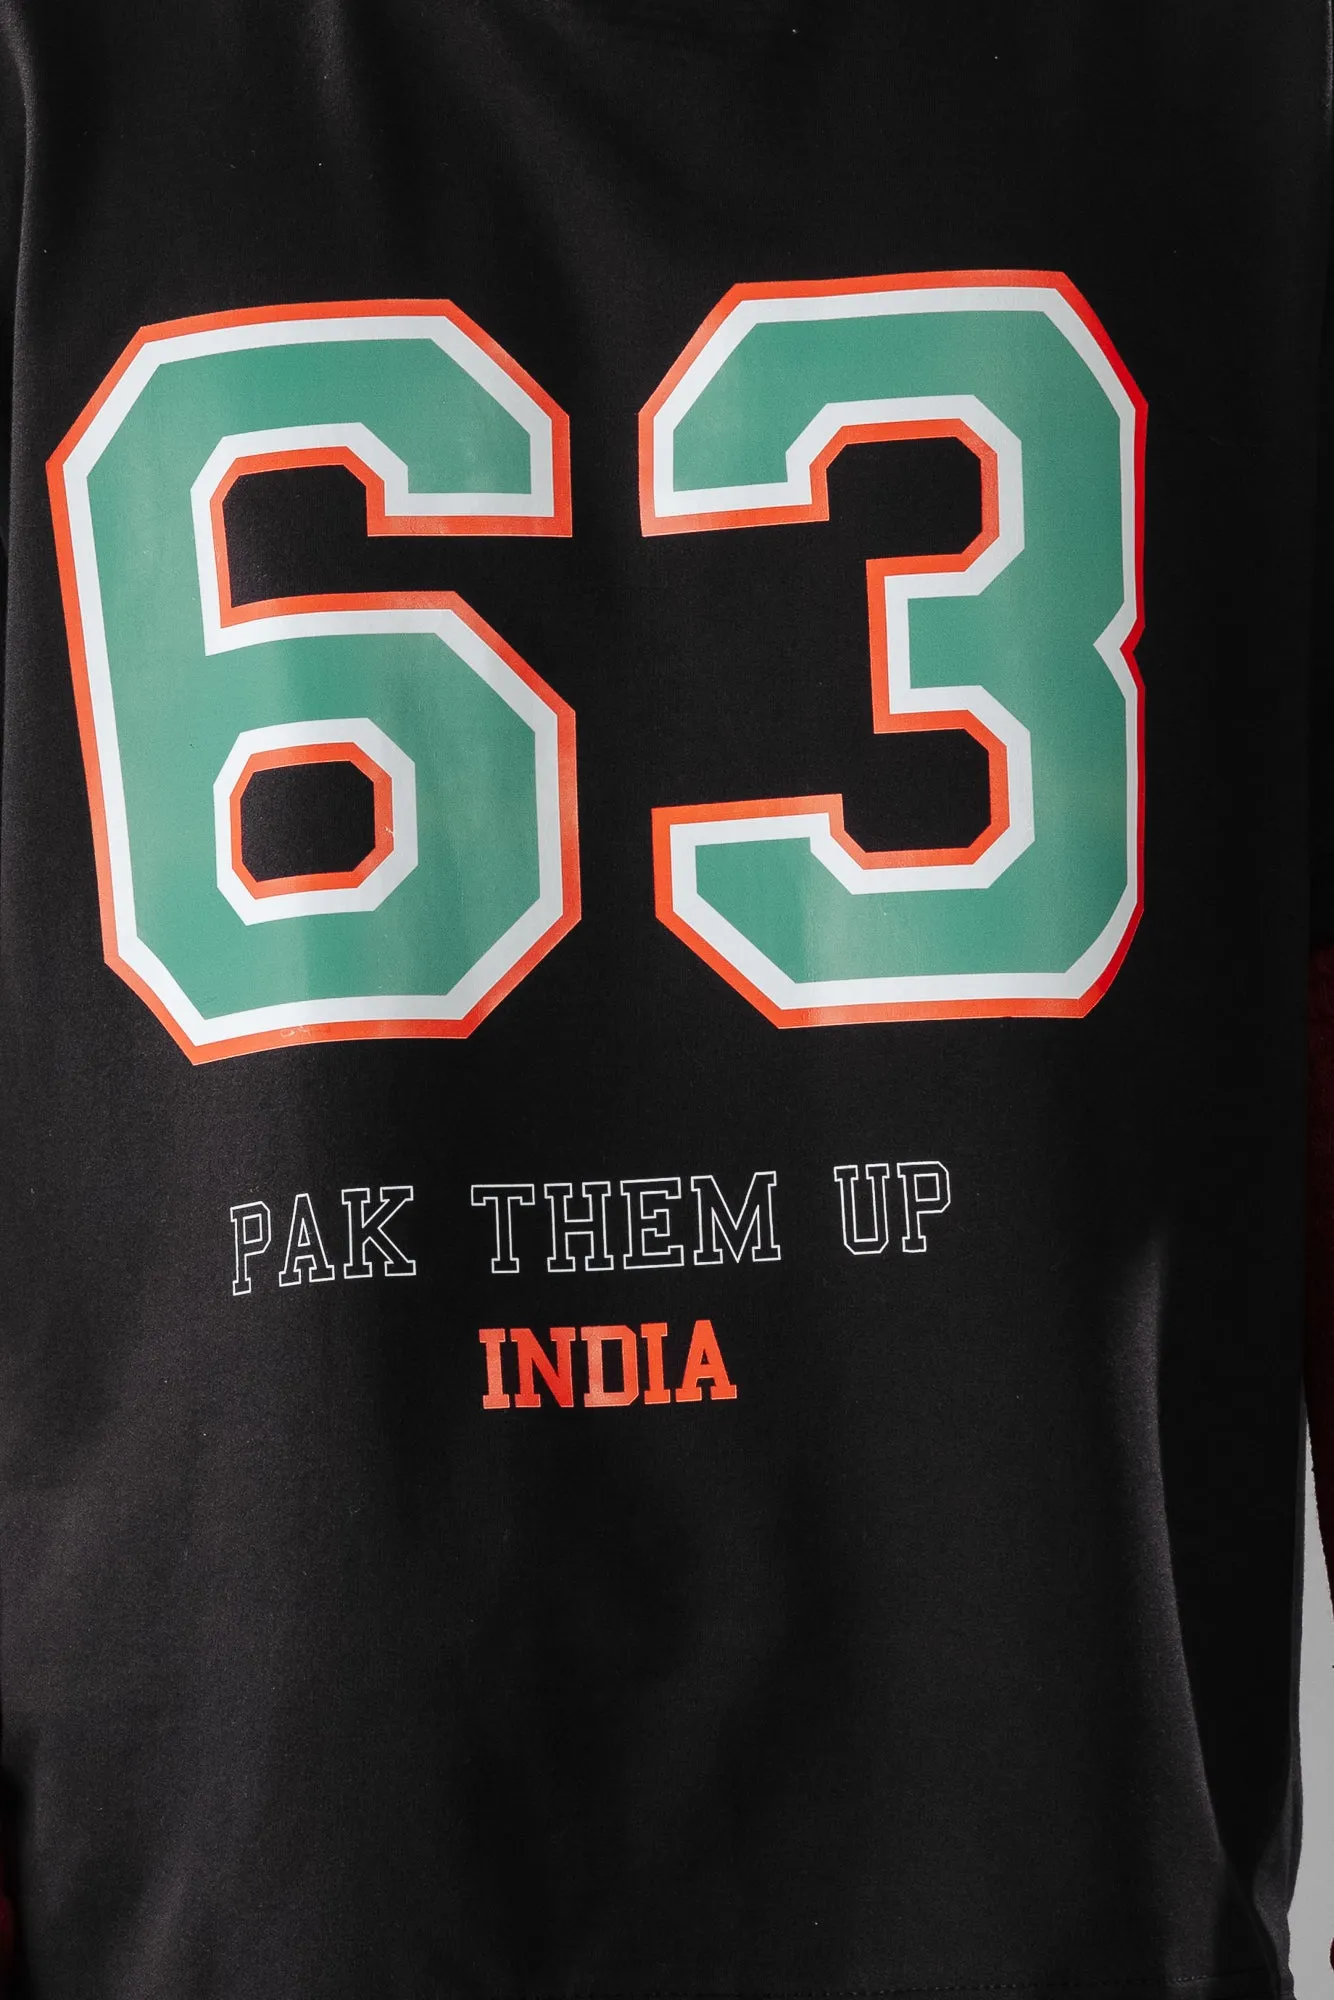 63
PAK THEM UP
INDIA